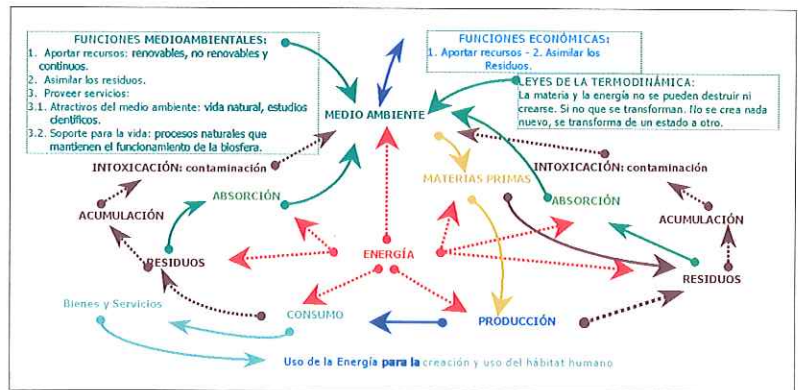 FUNCIONES MEDIOAMBIENTALES:
1. Aportar recursos: renovables, no renovables y
continuos.
2. Asimilar los residuos.
3. Proveer servicios:
3.1. Atractivos del medio ambiente: vida natural, estudios
científicos.
3.2. Soporte para la vida: procesos naturales que
mantienen el funcionamiento de la biosfera.
FUNCIONES ECONÓMICAS:
1. Aportar recursos - 2. Asimilar los
Residuos.
LEYES DE LA TERMODINÁMICA:
La materia y la energía no se pueden destruir ni
crearse. Si no que se transforman. No se crea nada
nuevo, se transforma de un estado a otro.
MEDIO AMBIENTE
INTOXICACIÓN: contaminación
MATERIAS PRIMAS
INTOXICACIÓN: contaminación
ABSORCIÓN
ABSORCIÓN
ACUMULACIÓN
ACUMULACIÓN
RESIDUOS
ENERGÍA
RESIDUOS
Bienes y Servicios
CONSUMO
PRODUCCIÓN
Uso de la Energía para la creación y uso del hábitat humano